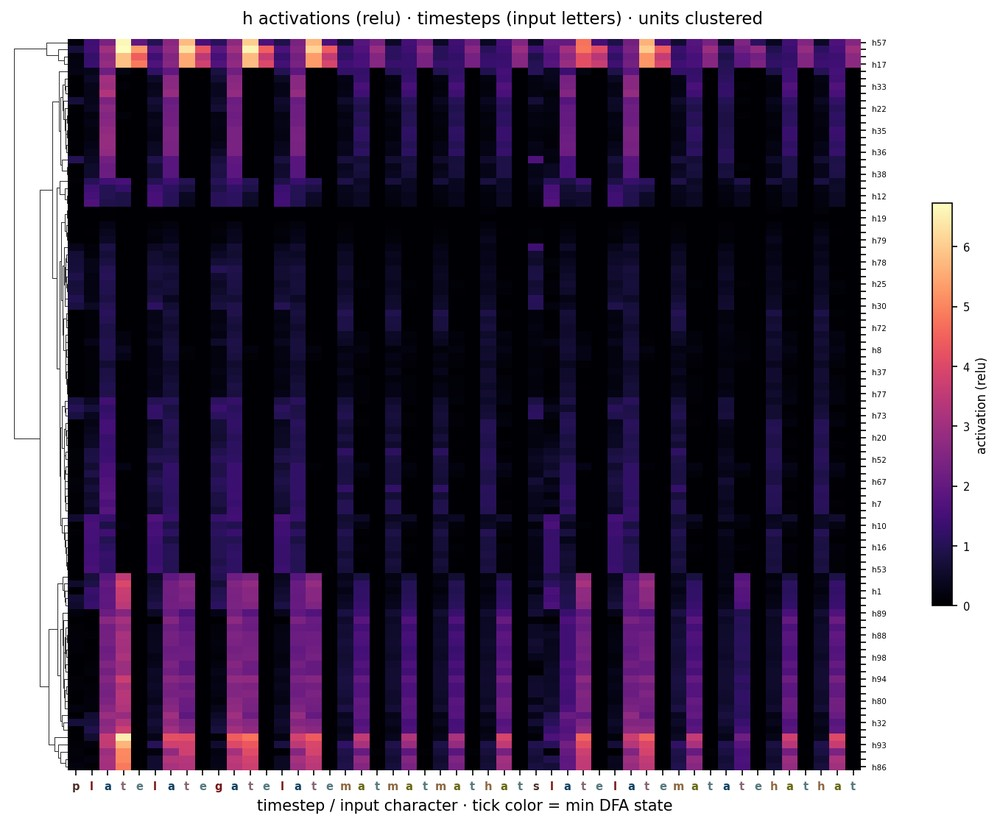 h activations (relu) · timesteps (input letters) · units clustered
h57
h17
h33
h22
h35
h36
h38
h12
h19
h79
h78
h25
h30
h72
h8
h37
h77
h73
h20
h52
h67
h7
h10
h16
h53
h1
h89
h88
h98
h94
h80
h32
h93
h86
6
5
4
3
2
1
0
activation (relu)
p l a t e l a t e g a t e l a t e m a t m a t m a t h a t s l a t e l a t e m a t a t e h a t h a t
timestep / input character · tick color = min DFA state